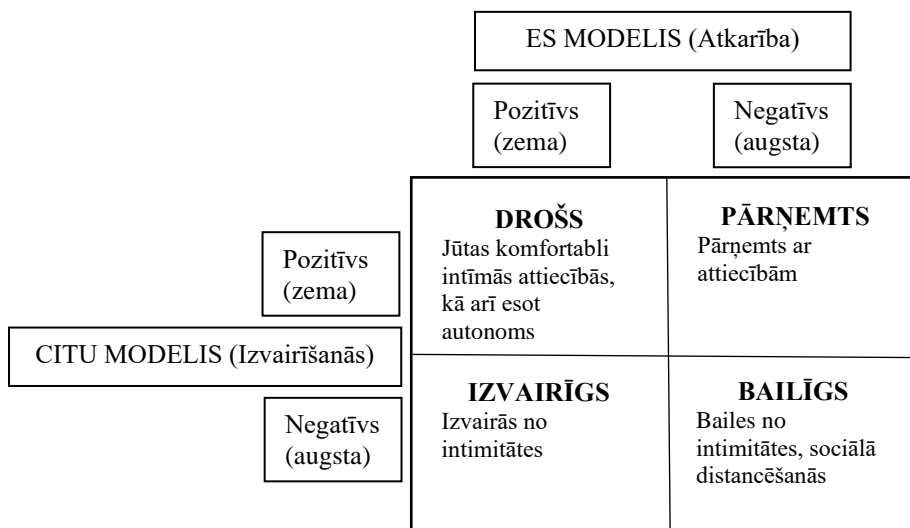 ES MODELIS (Atkarība)
Pozitīvs
(zema)
Negatīvs
(augsta)
DROŠS
Jūtas komfortabli
intīmās attiecībās,
kā arī esot
autonoms
PĀRŅEMTS
Pārņemts ar
attiecībām
Pozitīvs
(zema)
CITU MODELIS (Izvairīšanās)
Negatīvs
(augsta)
IZVAIRĪGS
Izvairās no
intimitātes
BAILĪGS
Bailes no
intimitātes, sociālā
distancēšanās